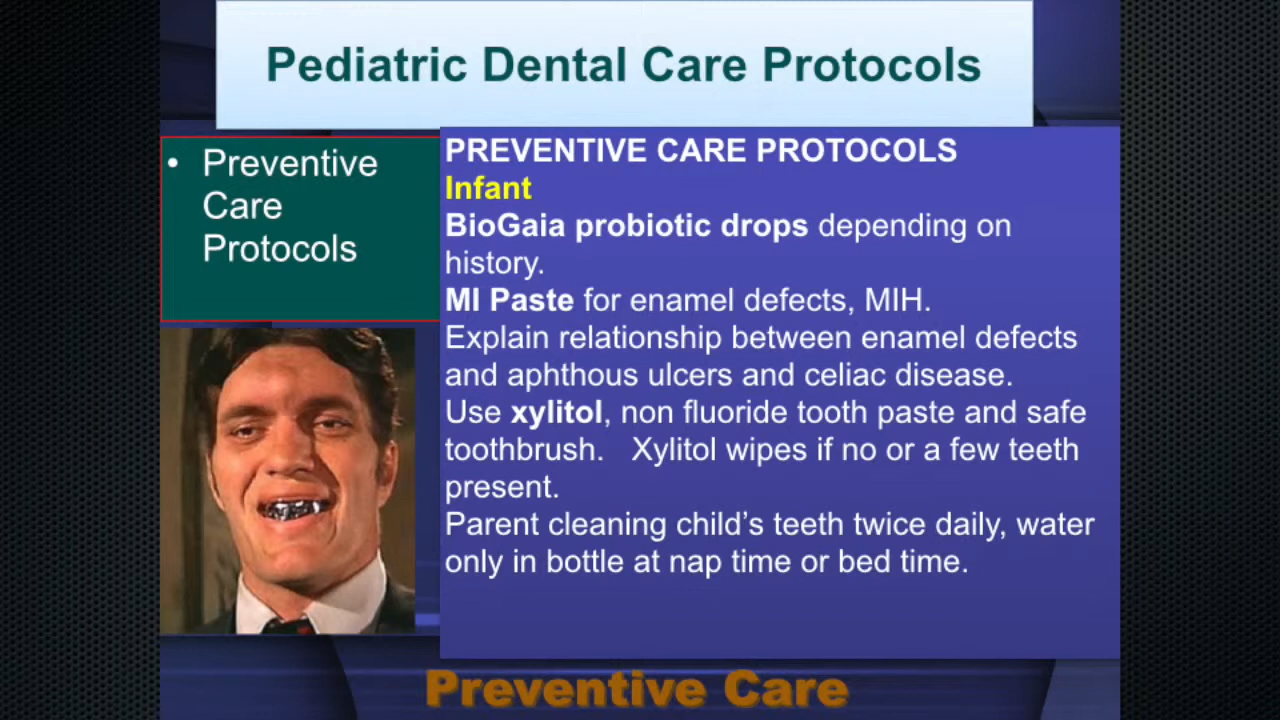 Pediatric Dental Care Protocols
• Preventive
Care
Protocols
PREVENTIVE CARE PROTOCOLS
Infant
BioGaia probiotic drops depending on
history.
MI Paste for enamel defects, MIH.
Explain relationship between enamel defects
and aphthous ulcers and celiac disease.
Use xylitol, non fluoride tooth paste and safe
toothbrush.   Xylitol wipes if no or a few teeth
present.
Parent cleaning child’s teeth twice daily, water
only in bottle at nap time or bed time.
Preventive Care